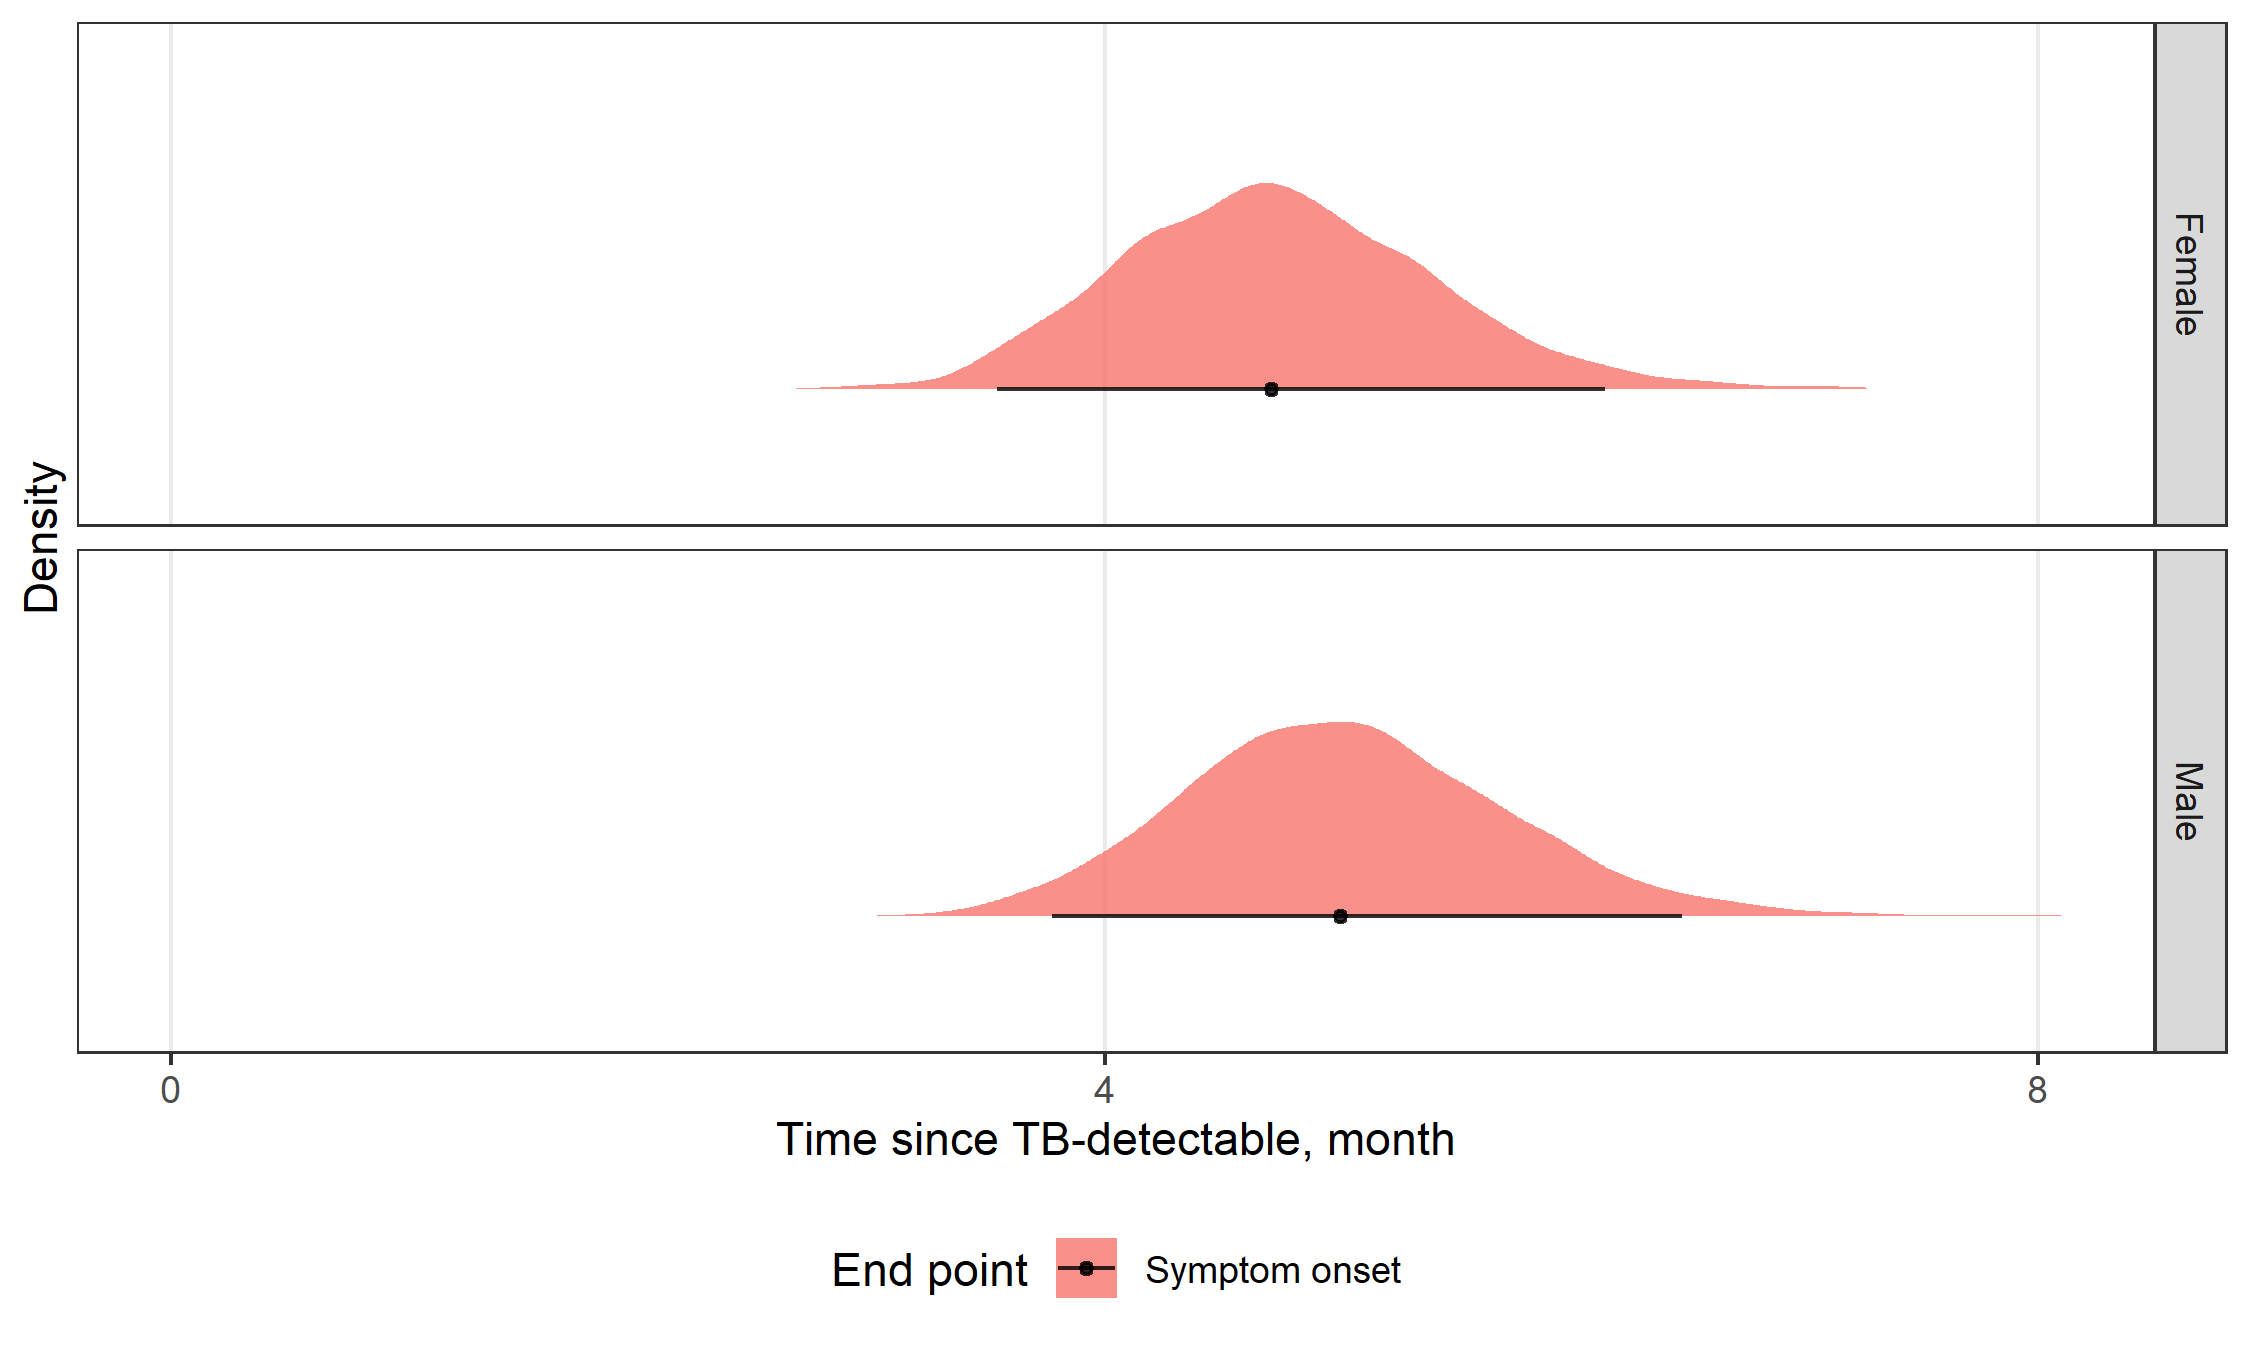 Female
Density
Male
0 4 8
Time since TB-detectable, month
End point Symptom onset